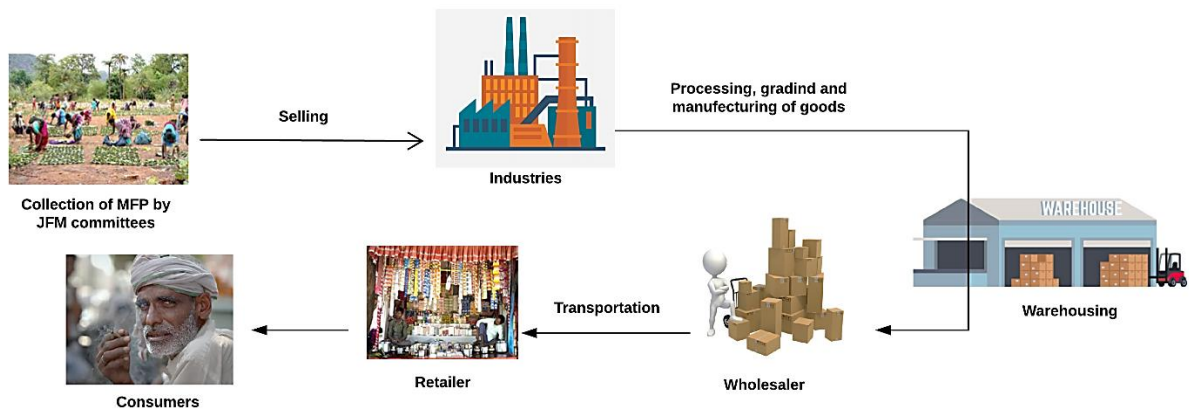 Selling
Processing, gradind and
manufecturing of goods
Collection of MFP by
JFM committees
Industries
WAREHOUSE
Warehousing
Transportation
Consumers
Retailer
Wholesaler